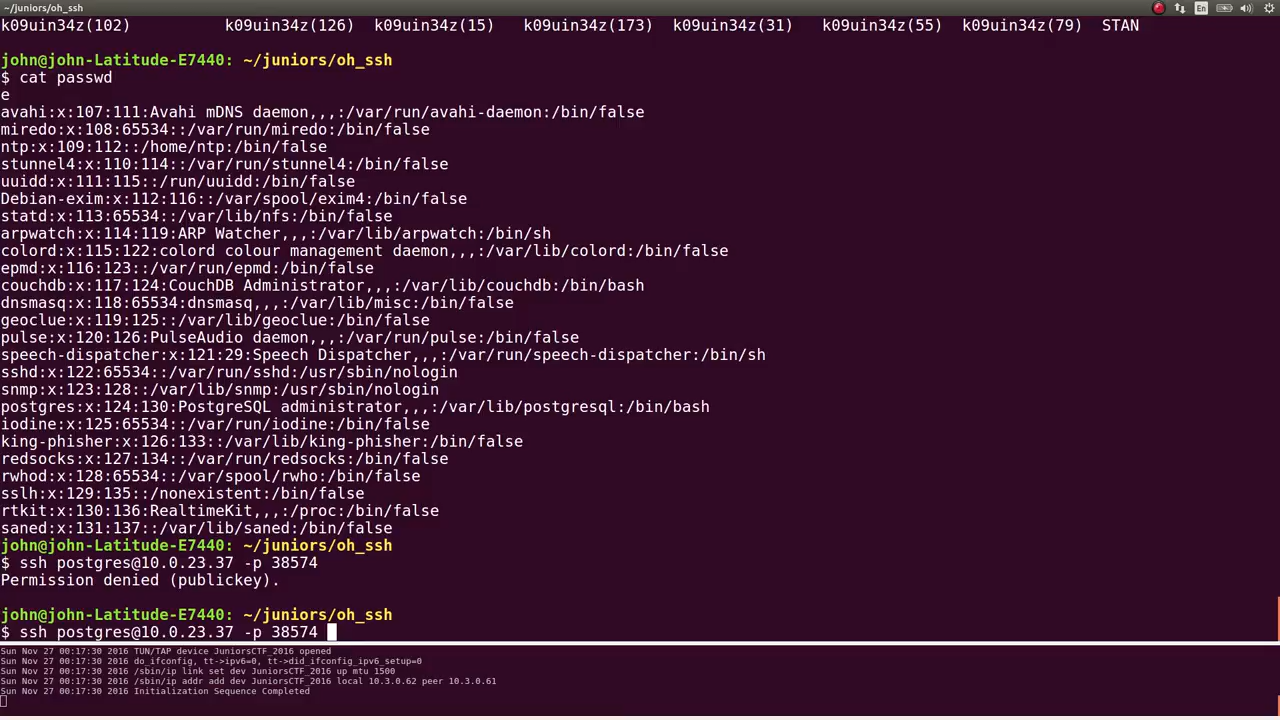 ~/juniors/oh_ssh
En
k09uin34z(102) k09uin34z(126) k09uin34z(15) k09uin34z(173) k09uin34z(31) k09uin34z(55) k09uin34z(79) STAN
john@john-Latitude-E7440: ~/juniors/oh_ssh
$ cat passwd
e
avahi:x:107:111:Avahi mDNS daemon,,,:/var/run/avahi-daemon:/bin/false
miredo:x:108:65534::/var/run/miredo:/bin/false
ntp:x:109:112::/home/ntp:/bin/false
stunnel4:x:110:114::/var/run/stunnel4:/bin/false
uuidd:x:111:115::/run/uuidd:/bin/false
Debian-exim:x:112:116::/var/spool/exim4:/bin/false
statd:x:113:65534::/var/lib/nfs:/bin/false
arpwatch:x:114:119:ARP Watcher,,,:/var/lib/arpwatch:/bin/sh
colord:x:115:122:colord colour management daemon,,,:/var/lib/colord:/bin/false
epmd:x:116:123::/var/run/epmd:/bin/false
couchdb:x:117:124:CouchDB Administrator,,,:/var/lib/couchdb:/bin/bash
dnsmasq:x:118:65534:dnsmasq,,,:/var/lib/misc:/bin/false
geoclue:x:119:125::/var/lib/geoclue:/bin/false
pulse:x:120:126:PulseAudio daemon,,,:/var/run/pulse:/bin/false
speech-dispatcher:x:121:29:Speech Dispatcher,,,:/var/run/speech-dispatcher:/bin/sh
sshd:x:122:65534::/var/run/sshd:/usr/sbin/nologin
snmp:x:123:128::/var/lib/snmp:/usr/sbin/nologin
postgres:x:124:130:PostgreSQL administrator,,,:/var/lib/postgresql:/bin/bash
iodine:x:125:65534::/var/run/iodine:/bin/false
king-phisher:x:126:133::/var/lib/king-phisher:/bin/false
redsocks:x:127:134::/var/run/redsocks:/bin/false
rwhod:x:128:65534::/var/spool/rwho:/bin/false
sslh:x:129:135::/nonexistent:/bin/false
rtkit:x:130:136:RealtimeKit,,,:/proc:/bin/false
saned:x:131:137::/var/lib/saned:/bin/false
john@john-Latitude-E7440: ~/juniors/oh_ssh
$ ssh postgres@10.0.23.37 -p 38574
Permission denied (publickey).
john@john-Latitude-E7440: ~/juniors/oh_ssh
$ ssh postgres@10.0.23.37 -p 38574
Sun Nov 27 00:17:30 2016 TUN/TAP device JuniorsCTF_2016 opened
Sun Nov 27 00:17:30 2016 do_ifconfig, tt->ipv6=0, tt->did_ifconfig_ipv6_setup=0
Sun Nov 27 00:17:30 2016 /sbin/ip link set dev JuniorsCTF_2016 up mtu 1500
Sun Nov 27 00:17:30 2016 /sbin/ip addr add dev JuniorsCTF_2016 local 10.3.0.62 peer 10.3.0.61
Sun Nov 27 00:17:30 2016 Initialization Sequence Completed